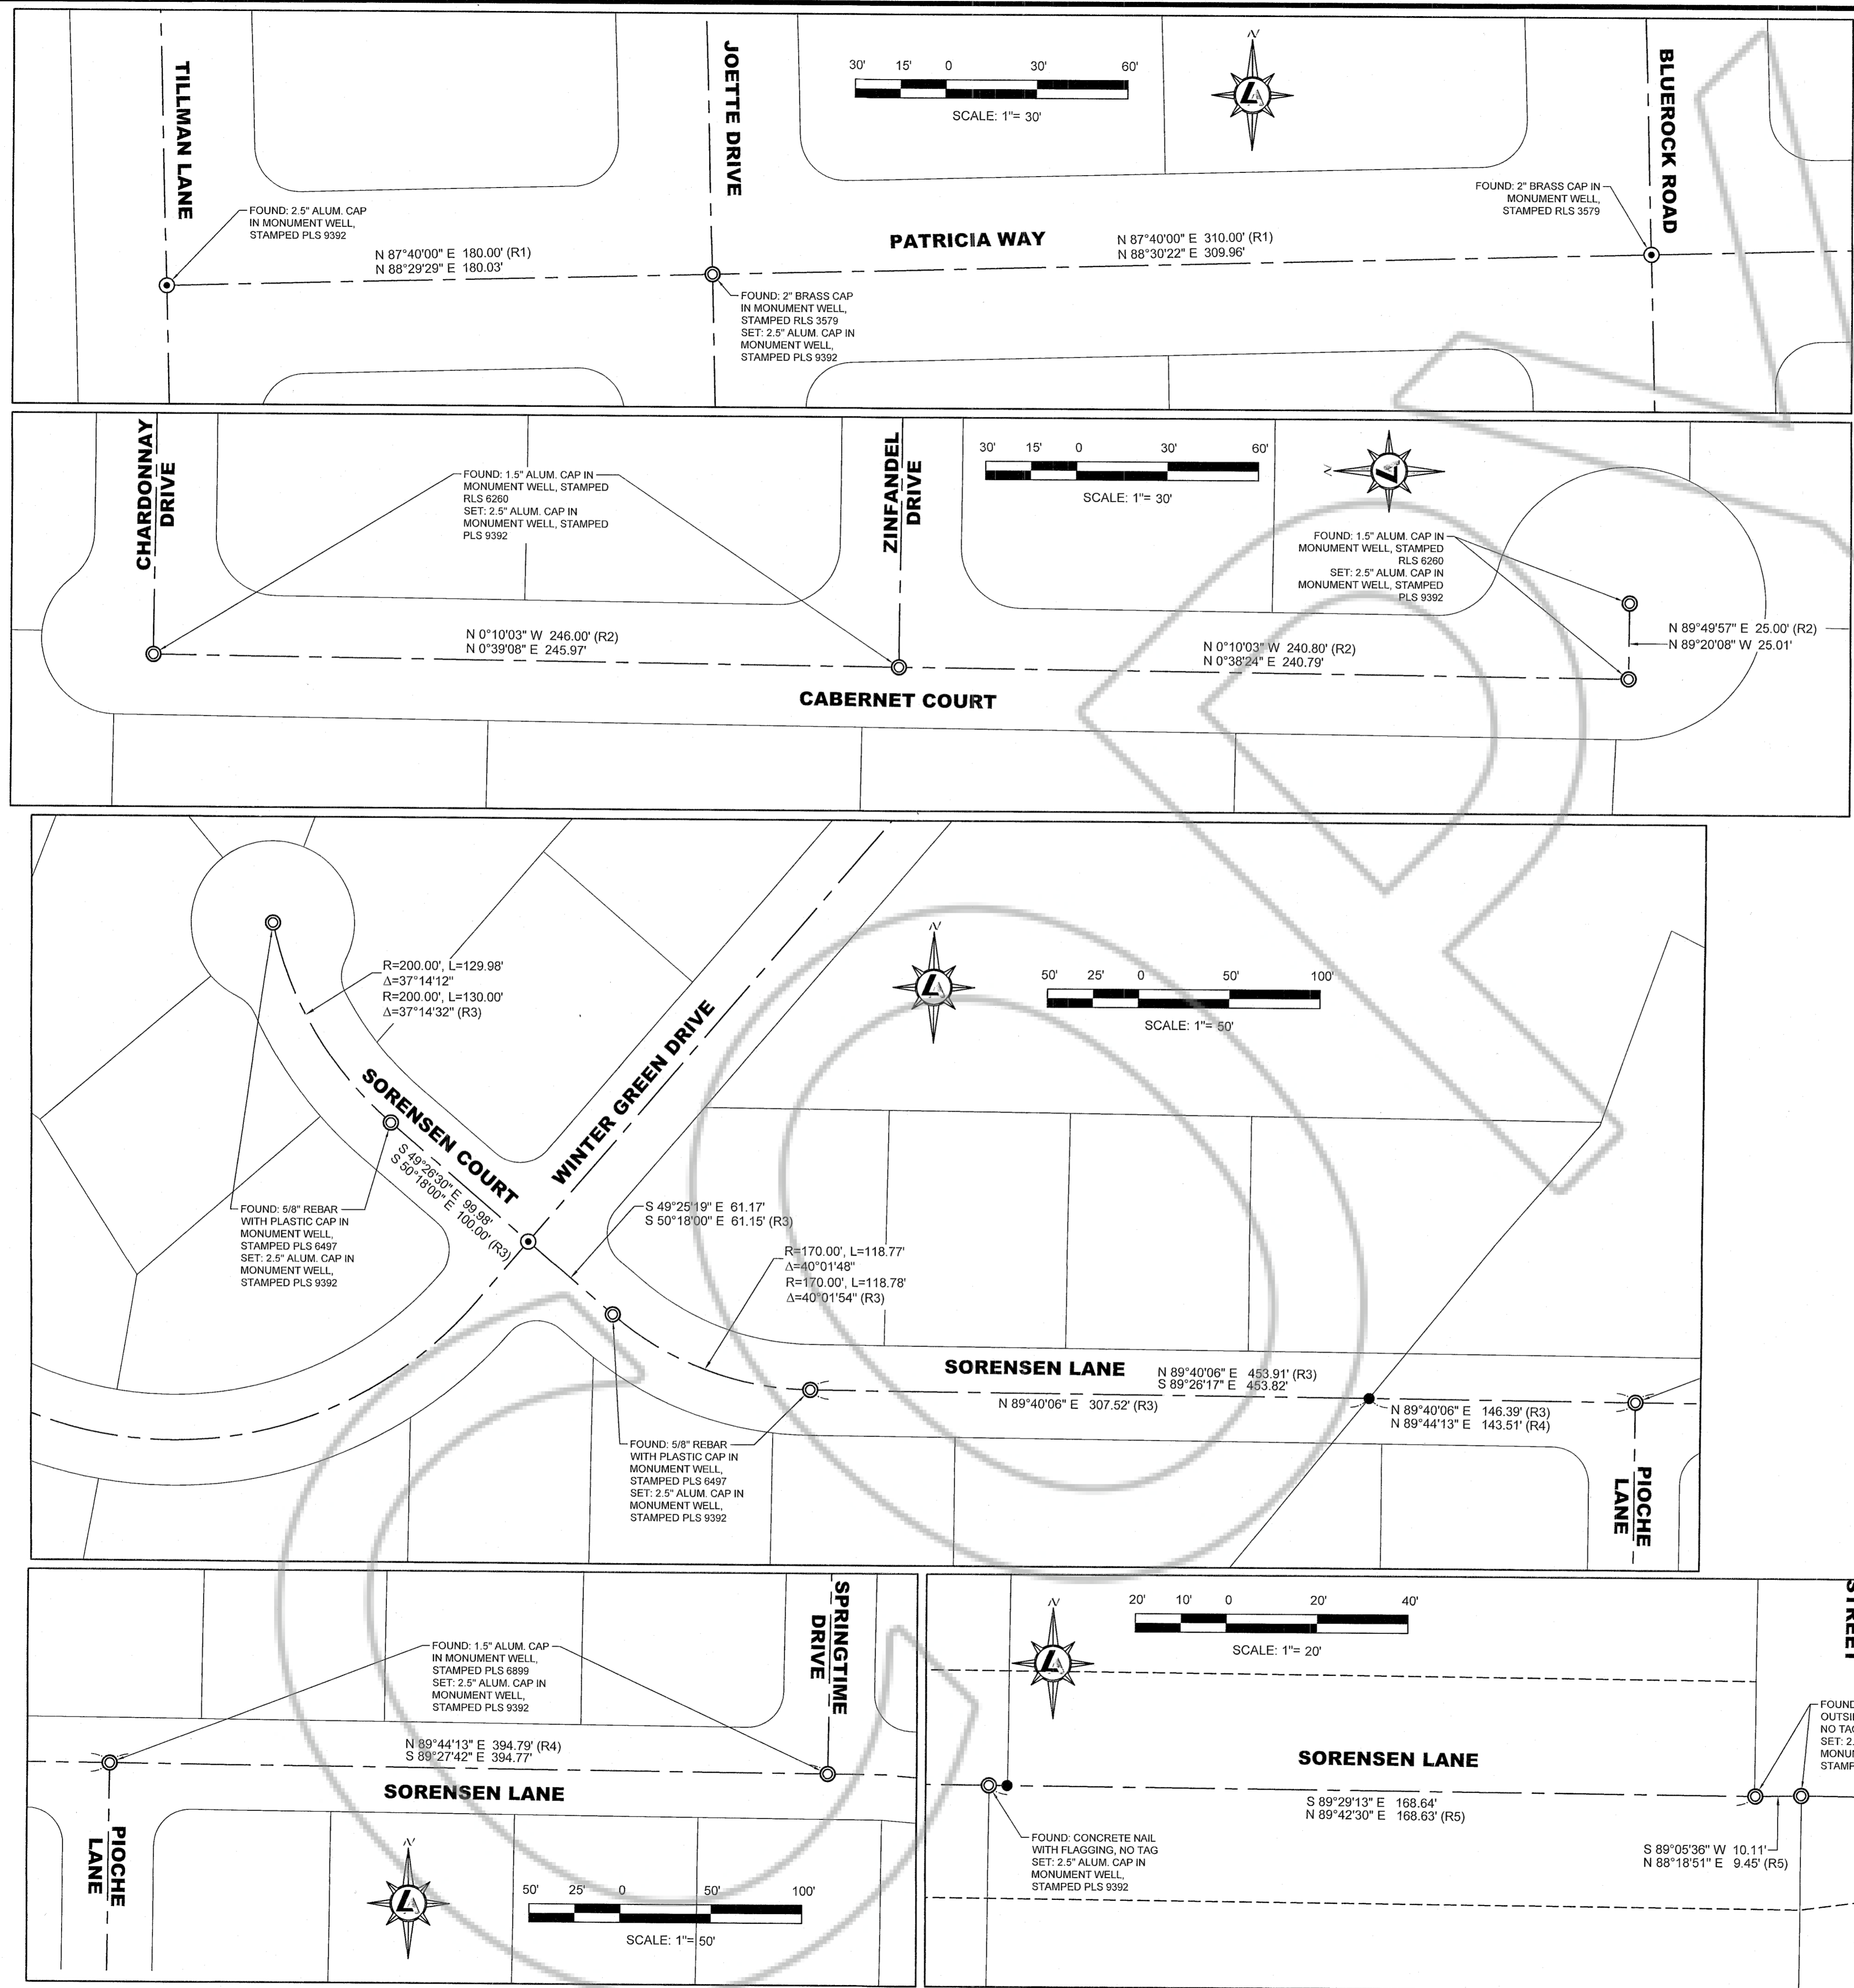 TILLMAN LANE
JOETTE DRIVE
30' 15' 0 30' 60'
SCALE: 1"= 30'
N
BLUEROCK ROAD
FOUND: 2.5" ALUM. CAP
IN MONUMENT WELL,
STAMPED PLS 9392
FOUND: 2" BRASS CAP IN
MONUMENT WELL,
STAMPED RLS 3579
N 87°40'00" E 180.00' (R1)
N 88°29'29" E 180.03'
PATRICIA WAY
N 87°40'00" E 310.00' (R1)
N 88°30'22" E 309.96'
FOUND: 2" BRASS CAP
IN MONUMENT WELL,
STAMPED RLS 3579
SET: 2.5" ALUM. CAP IN
MONUMENT WELL,
STAMPED PLS 9392
CHARDONNAY
DRIVE
FOUND: 1.5" ALUM. CAP IN
MONUMENT WELL, STAMPED
RLS 6260
SET: 2.5" ALUM. CAP IN
MONUMENT WELL, STAMPED
PLS 9392
ZINFANDEL
DRIVE
30' 15' 0 30' 60'
SCALE: 1"= 30'
N
FOUND: 1.5" ALUM. CAP IN
MONUMENT WELL, STAMPED
RLS 6260
SET: 2.5" ALUM. CAP IN
MONUMENT WELL, STAMPED
PLS 9392
N 0°10'03" W 246.00' (R2)
N 0°39'08" E 245.97'
N 0°10'03" W 240.80' (R2)
N 0°38'24" E 240.79'
N 89°49'57" E 25.00' (R2)
N 89°20'08" W 25.01'
CABERNET COURT
R=200.00', L=129.98'
Δ=37°14'12"
R=200.00', L=130.00'
Δ=37°14'32" (R3)
N
50' 25' 0 50' 100'
SCALE: 1"= 50'
SORENSEN COURT
WINTER GREEN DRIVE
S 49°26'30" E 99.98'
S 50°18'00" E 100.00' (R3)
FOUND: 5/8" REBAR
WITH PLASTIC CAP IN
MONUMENT WELL,
STAMPED PLS 6497
SET: 2.5" ALUM. CAP IN
MONUMENT WELL,
STAMPED PLS 9392
S 49°25'19" E 61.17'
S 50°18'00" E 61.15' (R3)
R=170.00', L=118.77'
Δ=40°01'48"
R=170.00', L=118.78'
Δ=40°01'54" (R3)
SORENSEN LANE
N 89°40'06" E 453.91' (R3)
S 89°26'17" E 453.82'
N 89°40'06" E 307.52' (R3)
N 89°40'06" E 146.39' (R3)
N 89°44'13" E 143.51' (R4)
FOUND: 5/8" REBAR
WITH PLASTIC CAP IN
MONUMENT WELL,
STAMPED PLS 6497
SET: 2.5" ALUM. CAP IN
MONUMENT WELL,
STAMPED PLS 9392
PIOCHE
LANE
SPRINGTIME
DRIVE
FOUND: 1.5" ALUM. CAP
IN MONUMENT WELL,
STAMPED PLS 6899
SET: 2.5" ALUM. CAP IN
MONUMENT WELL,
STAMPED PLS 9392
N 89°44'13" E 394.79' (R4)
S 89°27'42" E 394.77'
SORENSEN LANE
PIOCHE
LANE
N
50' 25' 0 50' 100'
SCALE: 1"= 50'
N
20' 10' 0 20' 40'
SCALE: 1"= 20'
STREET
SORENSEN LANE
S 89°29'13" E 168.64'
N 89°42'30" E 168.63' (R5)
FOUND: CONCRETE NAIL
WITH FLAGGING, NO TAG
SET: 2.5" ALUM. CAP IN
MONUMENT WELL,
STAMPED PLS 9392
S 89°05'36" W 10.11'
N 88°18'51" E 9.45' (R5)
FOUND
NO
SET: 2.
COPY